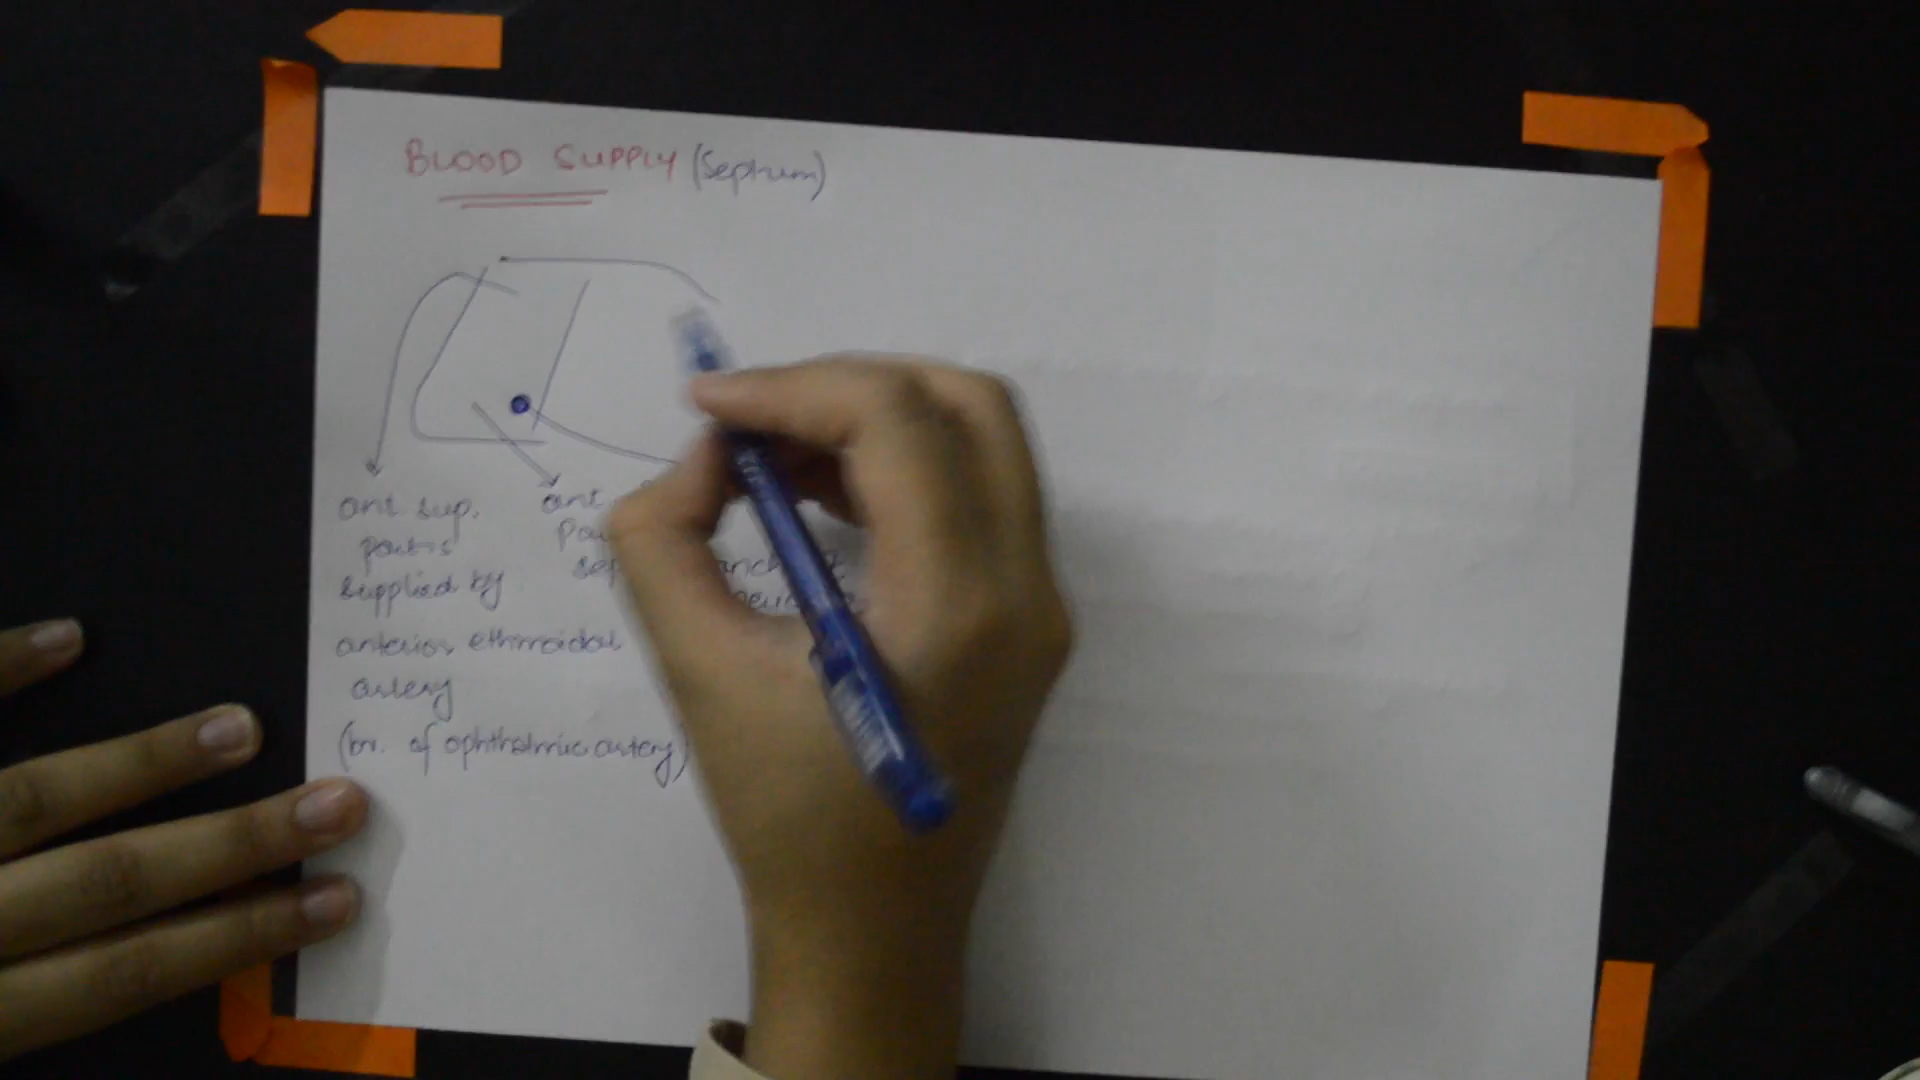 BLOOD SUPPLY (Septum)
ant sup.
parts
supplied by
anterior ethmoidal
artery
(br. of ophthalmic artery)
ant